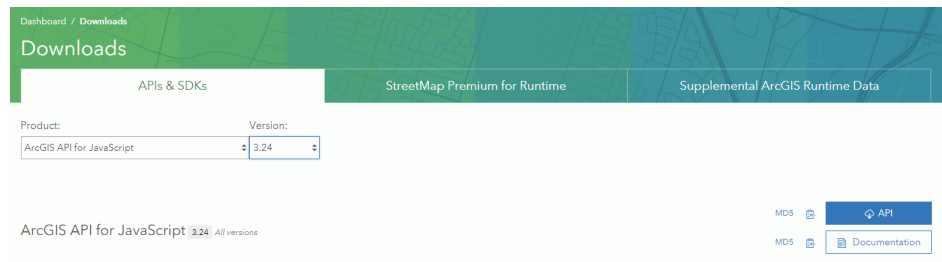 Dashboard / Downloads
Downloads
APIs & SDKs StreetMap Premium for Runtime Supplemental ArcGIS Runtime Data
Product: Version:
ArcGIS API for JavaScript 3.24
MD5 API
ArcGIS API for JavaScript 3.24 All versions
MD5 Documentation